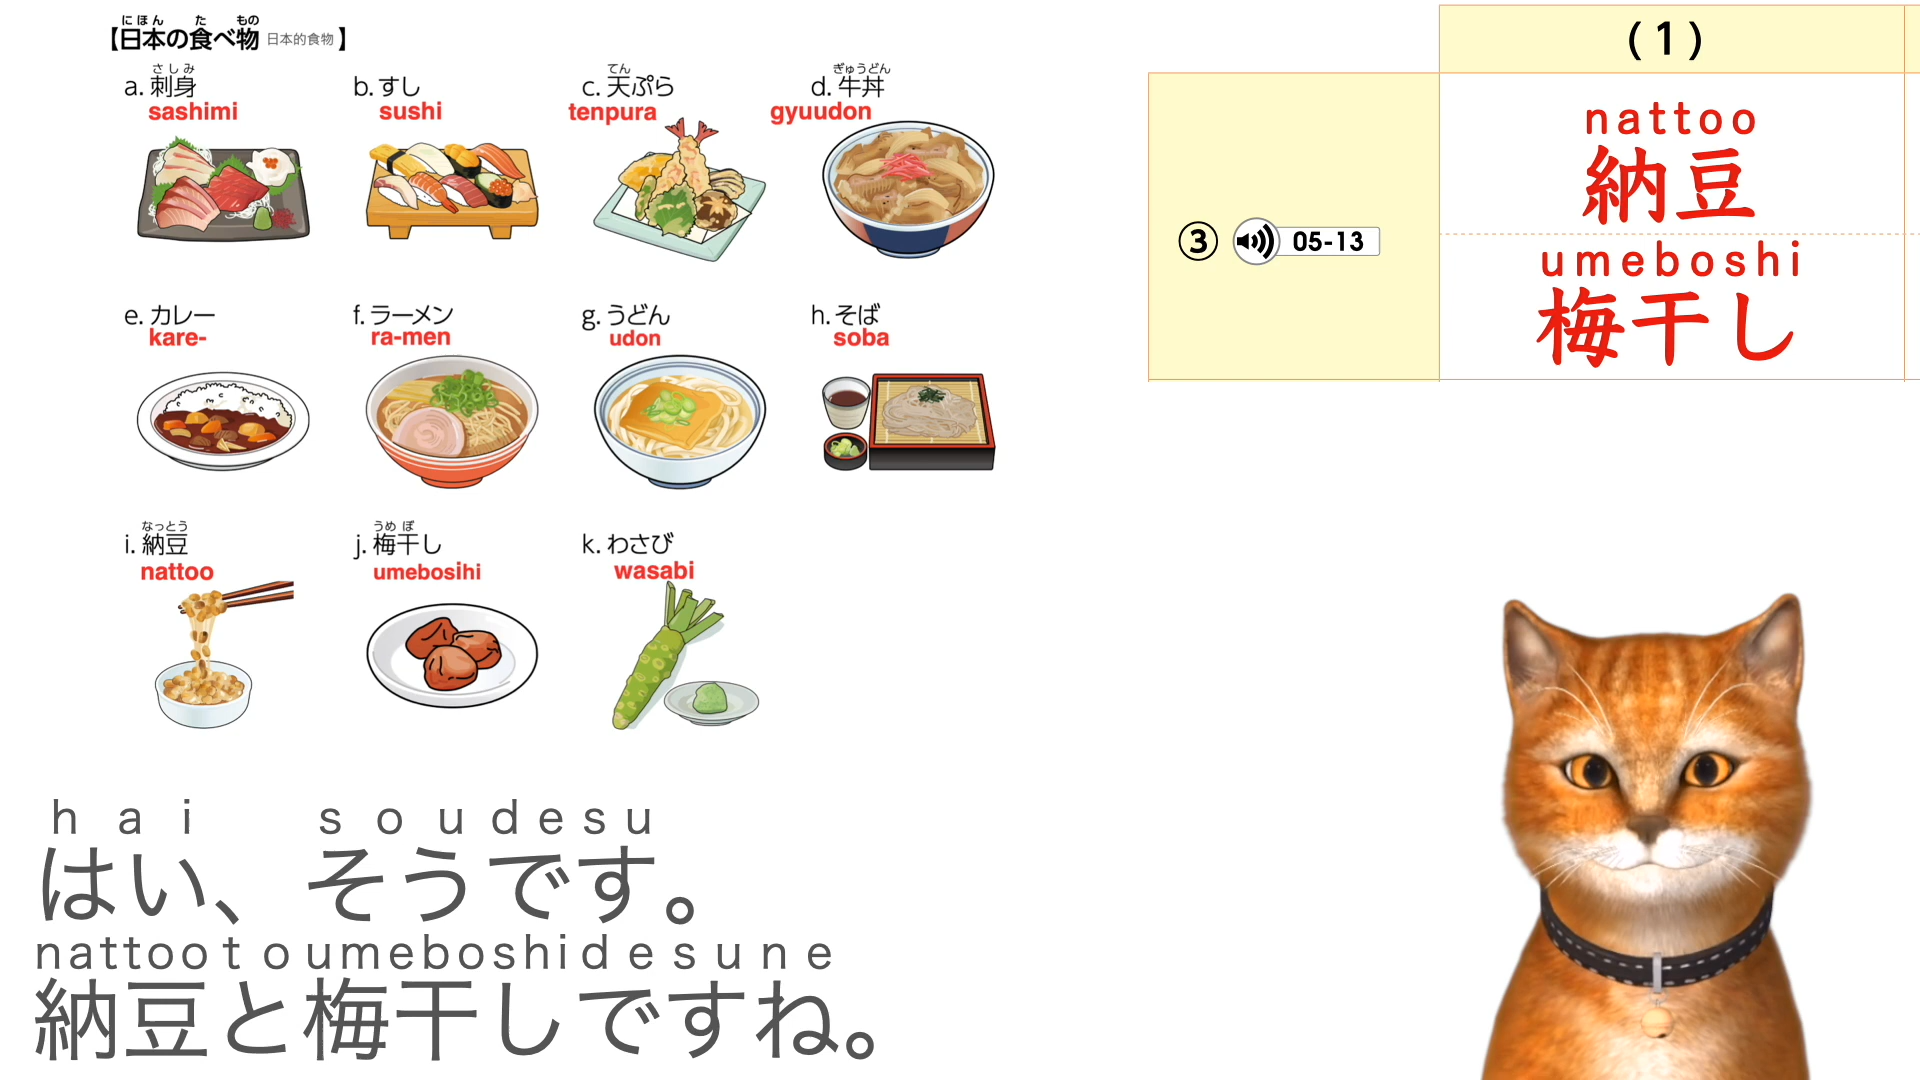 にほん た もの
【日本の食べ物 日本的食物】
さしみ
a. 刺身
sashimi
b. すし
sushi
てん
c. 天ぷら
tenpura
ぎゅうどん
d. 牛丼
gyuudon
e. カレー
kare-
f. ラーメン
ra-men
g. うどん
udon
h. そば
soba
なっとう
i. 納豆
nattoo
うめ ぼ
j. 梅干し
umebosihi
k. わさび
wasabi
(1)
③ 05-13
nattoo
納豆
umeboshi
梅干し
hai soudesu
はい、そうです。
nattootoumeboshidesune
納豆と梅干しですね。